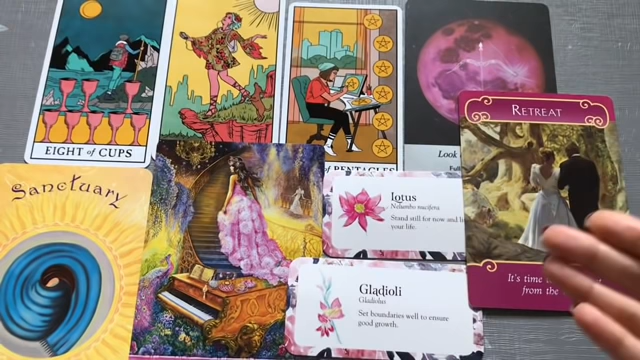 EIGHT of CUPS
of PENTACLES
Look
Full
RETREAT
Sanctuary
Lotus
Nelumbo nucifera
Stand still for now and
your life.
Gladioli
Gladiolus
Set boundaries well to ensure
good growth.
It's time
from the